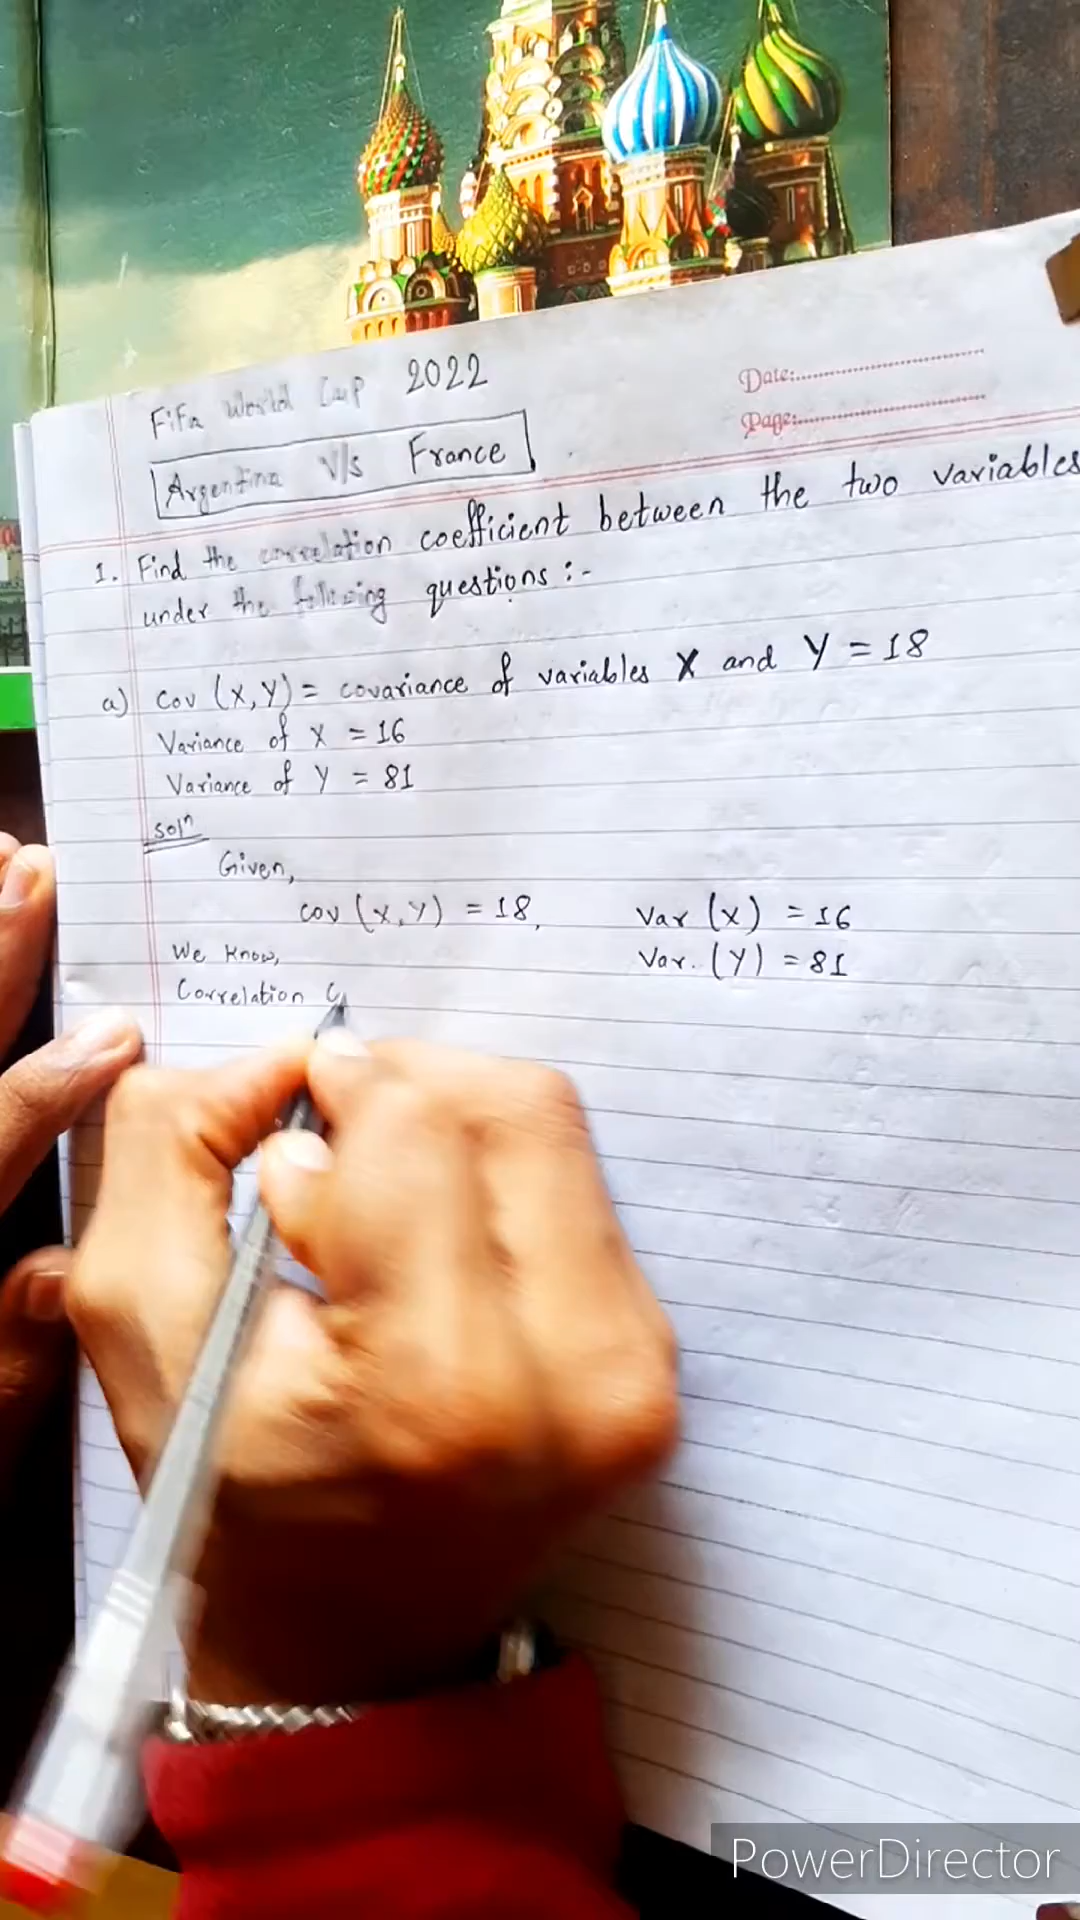 FiFa World Cup 2022
Date:
Page:
Argentina V/s France
1. Find the correlation coefficient between the two variables
under the following questions :-
a) Cov (X, Y) = covariance of variables X and Y = 18
Variance of X = 16
Variance of Y = 81
Solⁿ
Given,
cov (X, Y) = 18, Var (X) = 16
We Know, Var. (Y) = 81
Correlation
PowerDirector